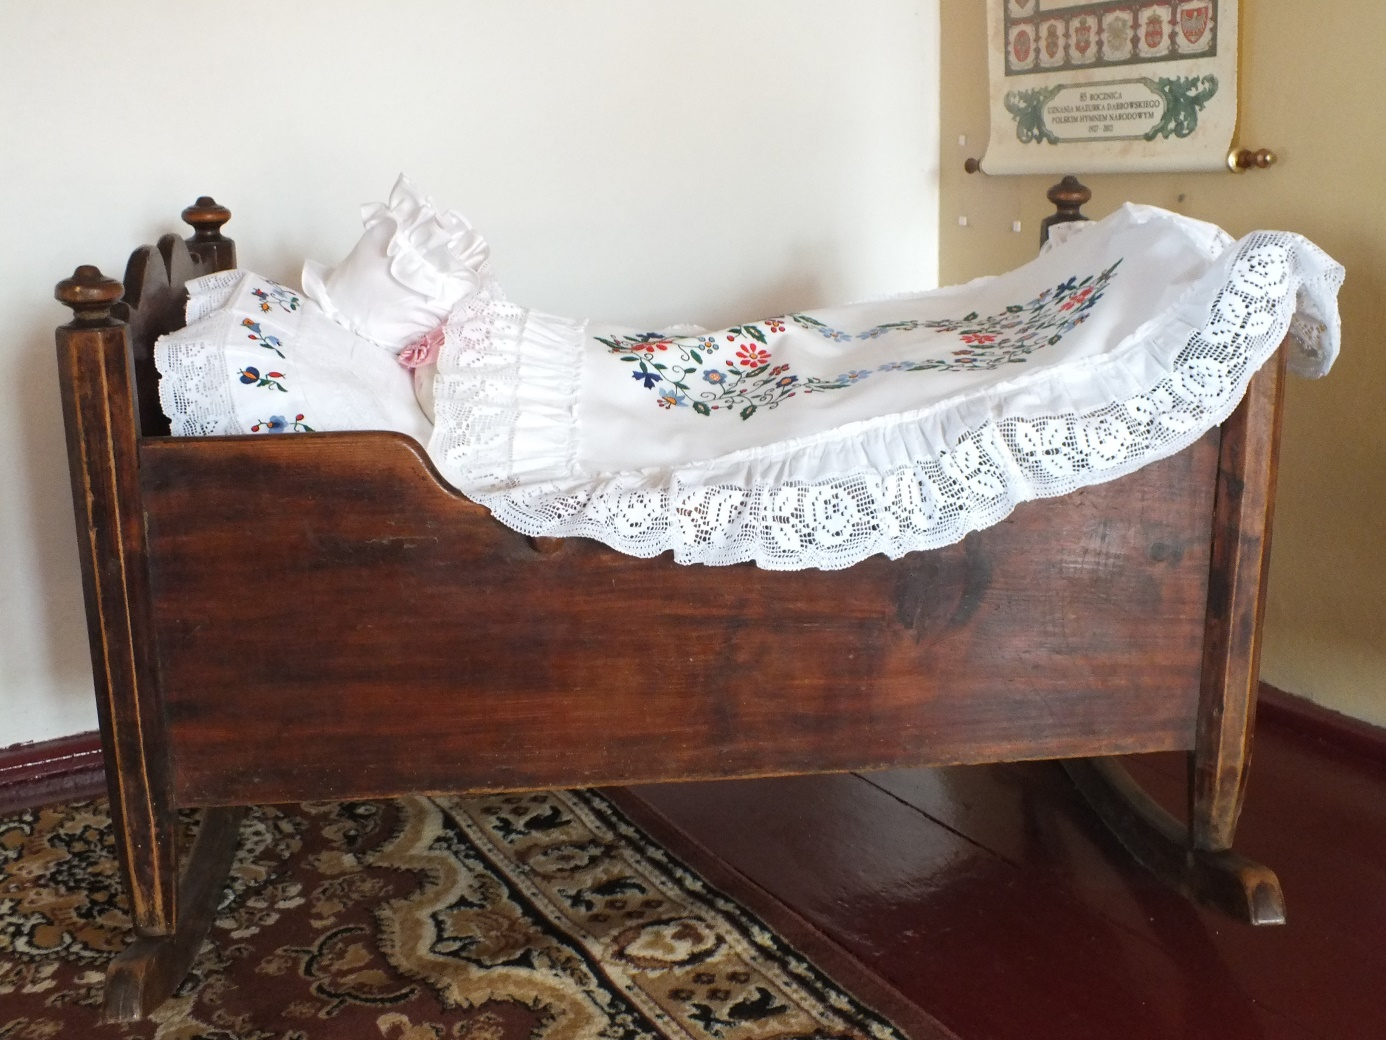 85 ROCZNICA
UZNANIA MAZURKA DĄBROWSKIEGO
POLSKIM HYMNEM NARODOWYM
1927 - 2012